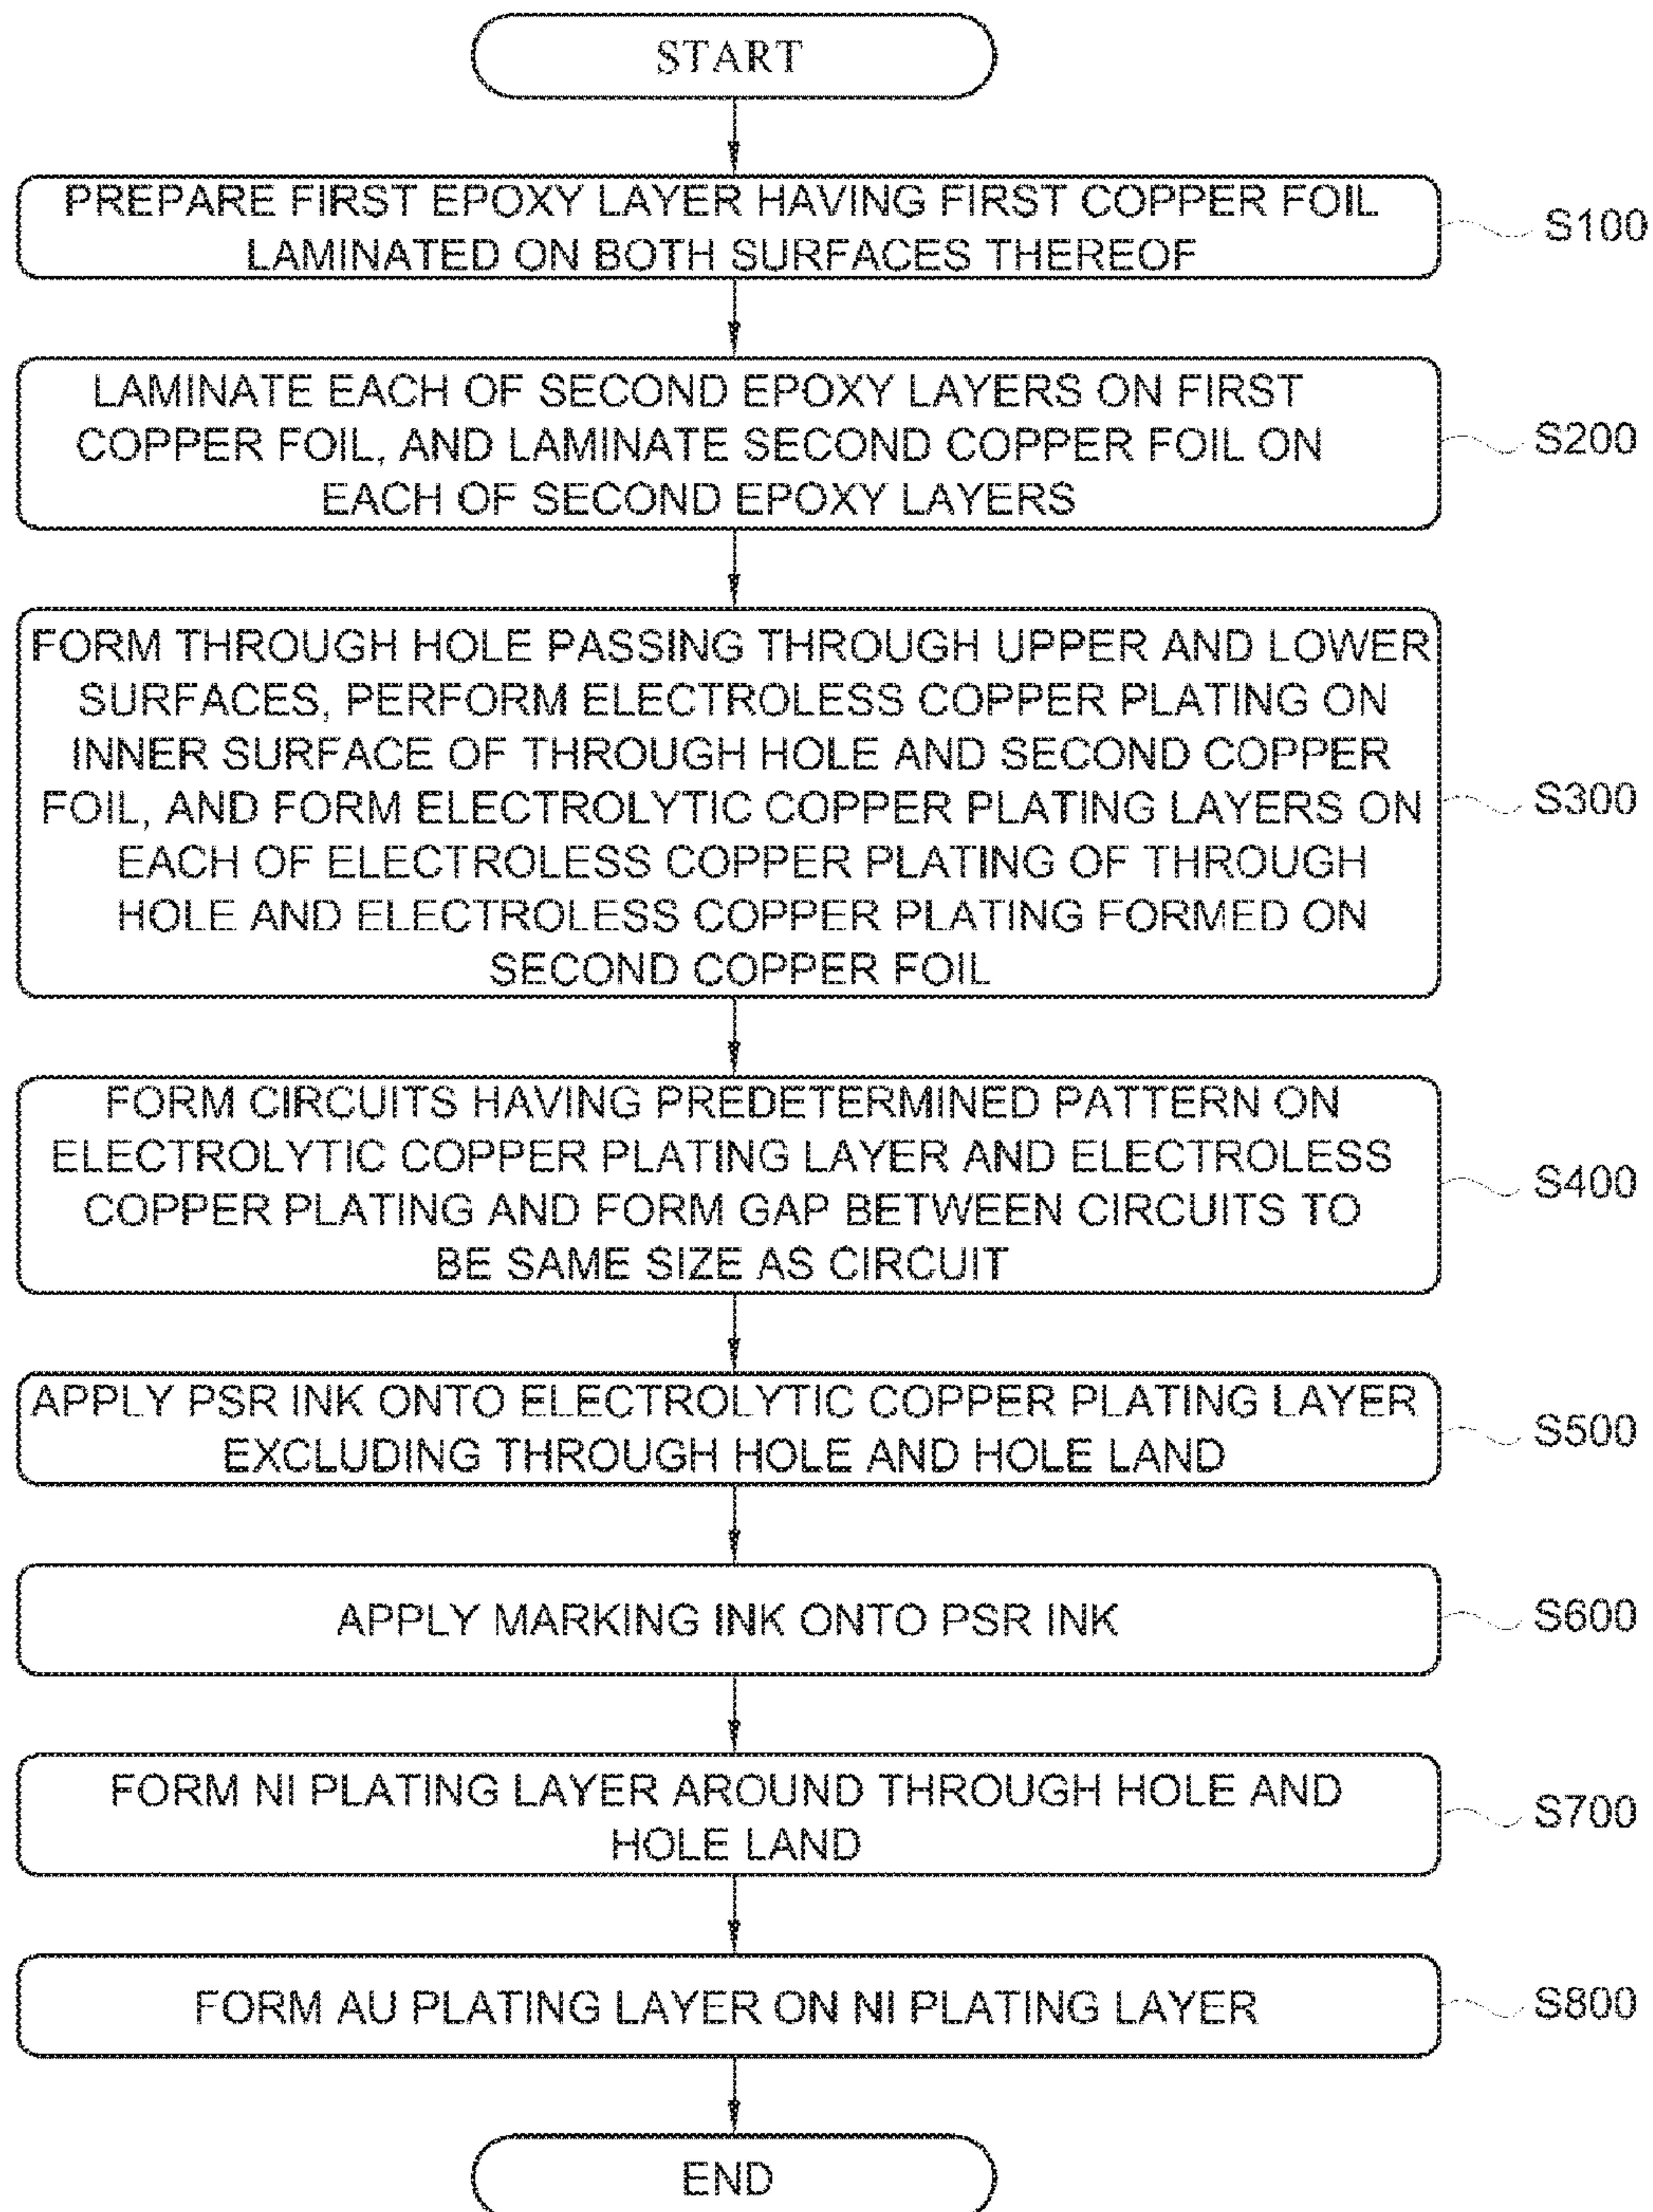 START
PREPARE FIRST EPOXY LAYER HAVING FIRST COPPER FOIL
LAMINATED ON BOTH SURFACES THEREOF
S100
LAMINATE EACH OF SECOND EPOXY LAYERS ON FIRST
COPPER FOIL, AND LAMINATE SECOND COPPER FOIL ON
EACH OF SECOND EPOXY LAYERS
S200
FORM THROUGH HOLE PASSING THROUGH UPPER AND LOWER
SURFACES, PERFORM ELECTROLESS COPPER PLATING ON
INNER SURFACE OF THROUGH HOLE AND SECOND COPPER
FOIL, AND FORM ELECTROLYTIC COPPER PLATING LAYERS ON
EACH OF ELECTROLESS COPPER PLATING OF THROUGH
HOLE AND ELECTROLESS COPPER PLATING FORMED ON
SECOND COPPER FOIL
S300
FORM CIRCUITS HAVING PREDETERMINED PATTERN ON
ELECTROLYTIC COPPER PLATING LAYER AND ELECTROLESS
COPPER PLATING AND FORM GAP BETWEEN CIRCUITS TO
BE SAME SIZE AS CIRCUIT
S400
APPLY PSR INK ONTO ELECTROLYTIC COPPER PLATING LAYER
EXCLUDING THROUGH HOLE AND HOLE LAND
S500
APPLY MARKING INK ONTO PSR INK
S600
FORM NI PLATING LAYER AROUND THROUGH HOLE AND
HOLE LAND
S700
FORM AU PLATING LAYER ON NI PLATING LAYER
S800
END